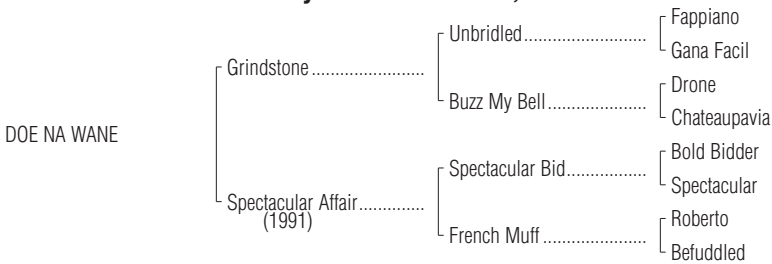 Fappiano
Unbridled........................
Gana Facil
Grindstone ........................
Drone
Buzz My Bell.....................
Chateaupavia
DOE NA WANE
Bold Bidder
Spectacular Bid.................
Spectacular
Spectacular Affair..............
(1991)
Roberto
French Muff ......................
Befuddled